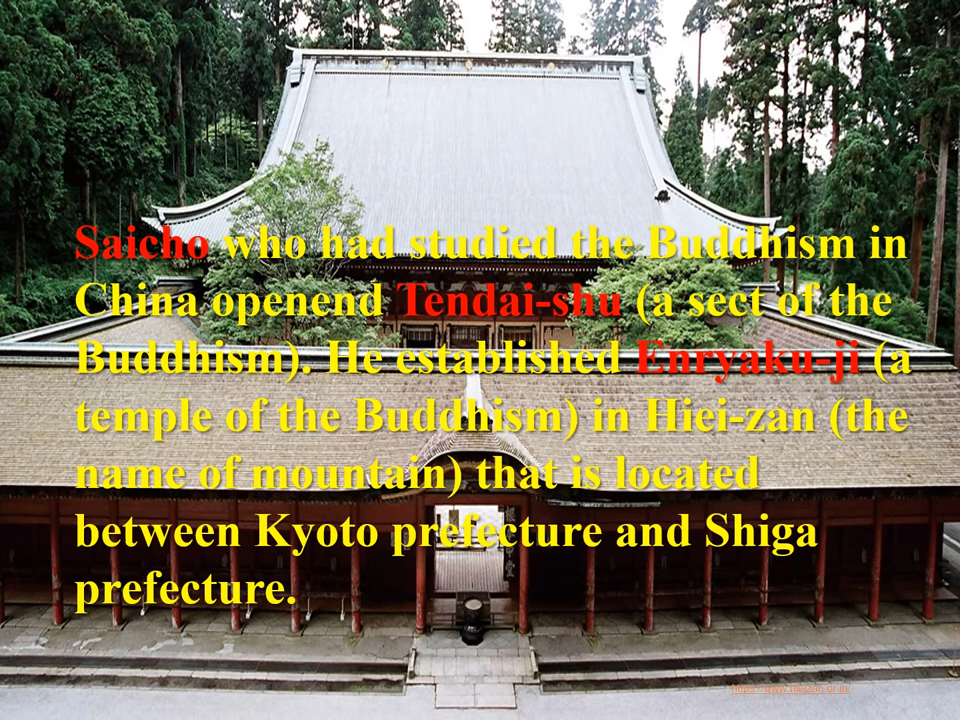 Saicho who had studied the Buddhism in
China openend Tendai-shu (a sect of the
Buddhism). He established Enryaku-ji (a
temple of the Buddhism) in Hiei-zan (the
name of mountain) that is located
between Kyoto prefecture and Shiga
prefecture.